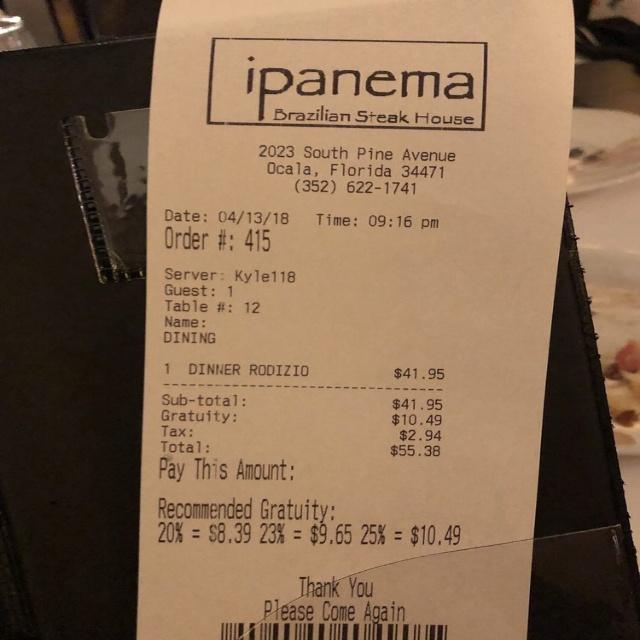 ipanema
Brazilian Steak House
2023 South Pine Avenue
Ocala, Florida 34471
(352) 622-1741
Date: 04/13/18 Time: 09:16 pm
Order #: 415
Server: Kyle118
Guest: 1
Table #: 12
Name:
DINING
1 DINNER RODIZIO $41.95
Sub-total: $41.95
Gratuity: $10.49
Tax: $2.94
Total: $55.38
Pay This Amount:
Recommended Gratuity:
20% = $8.39 23% = $9.65 25% = $10.49
Thank You
Please Come Again